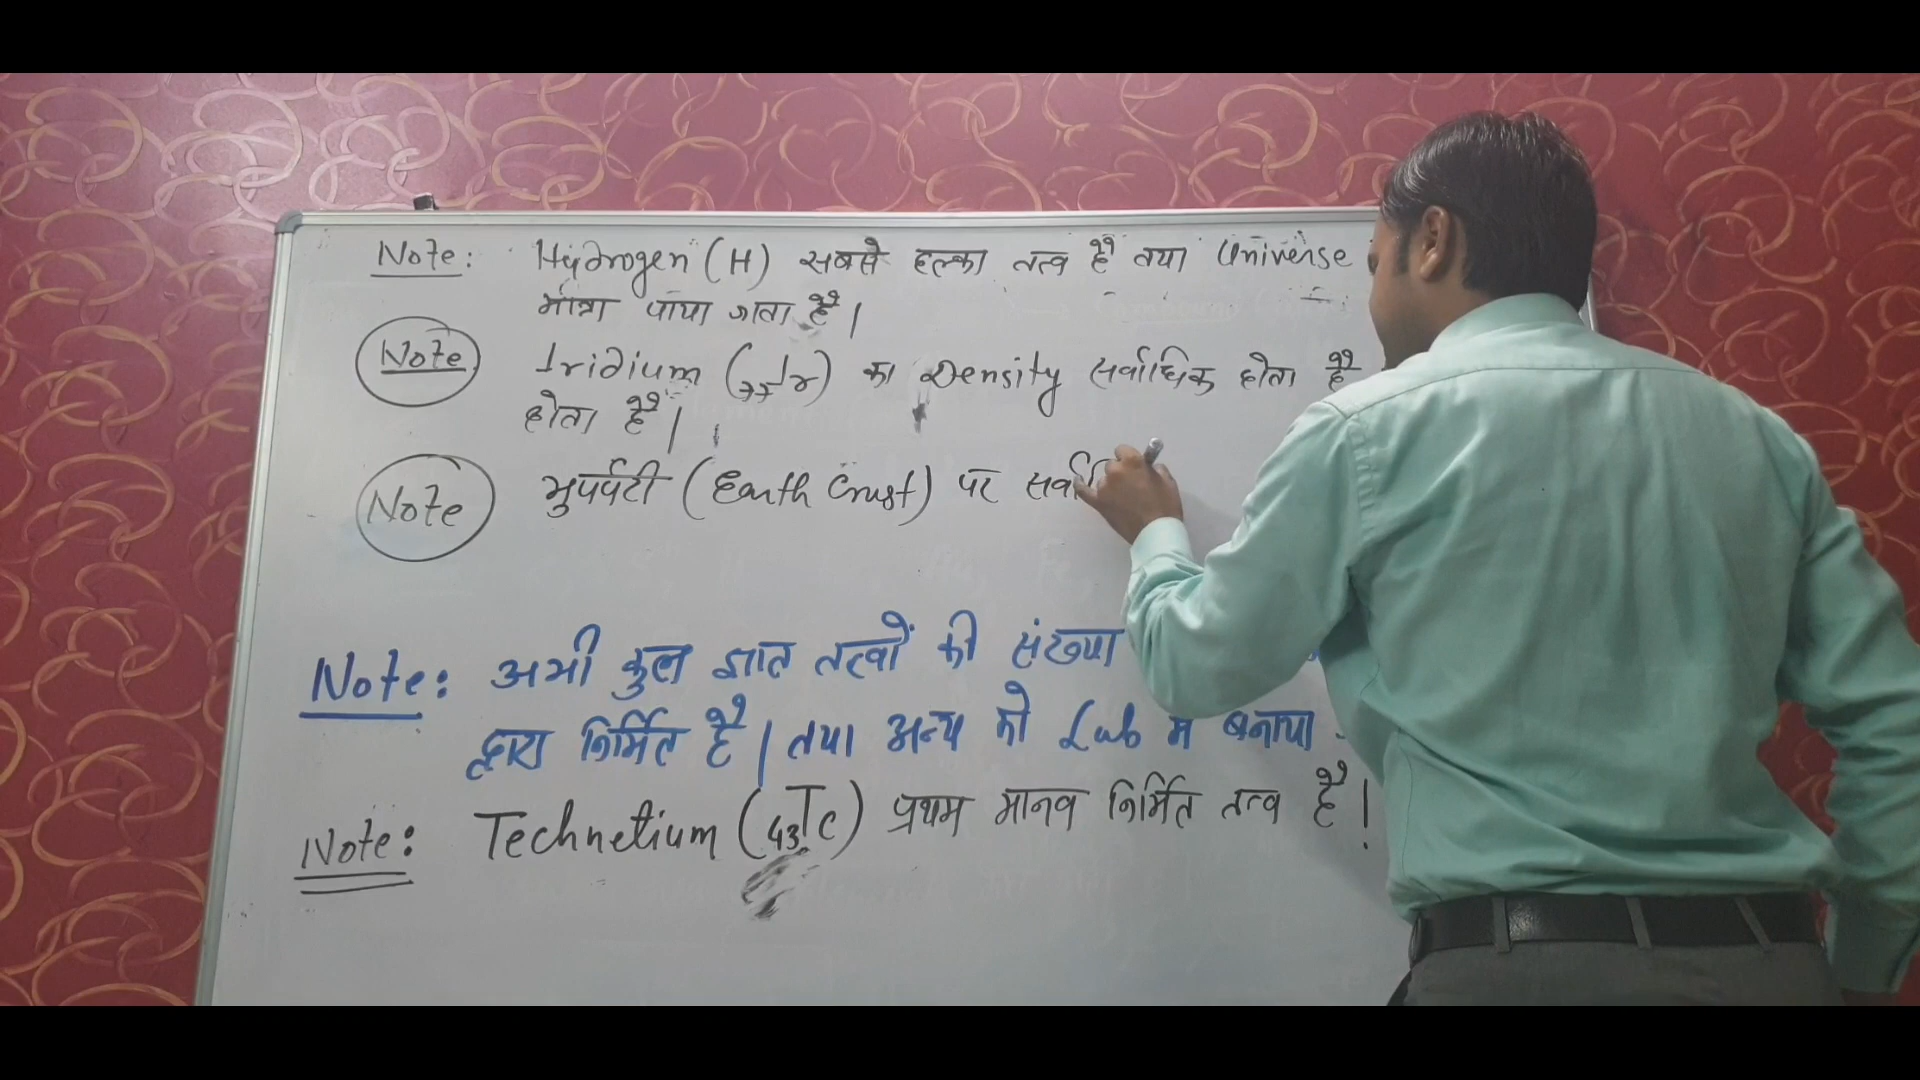 Note: Hydrogen (H) सबसे हल्का तत्व है तथा Universe
मात्रा पाया जाता है।
Note Iridium (₇₇Ir) का Density सर्वाधिक होता है
होता है।
Note भुपर्पटी (Earth Crust) पर
Note: अभी कुल ज्ञात तत्वों की संख्या
द्वारा निर्मित है। तथा अन्य को Lab म बनाया
Note: Technetium (₄₃Tc) प्रथम मानव निर्मित तत्व है।